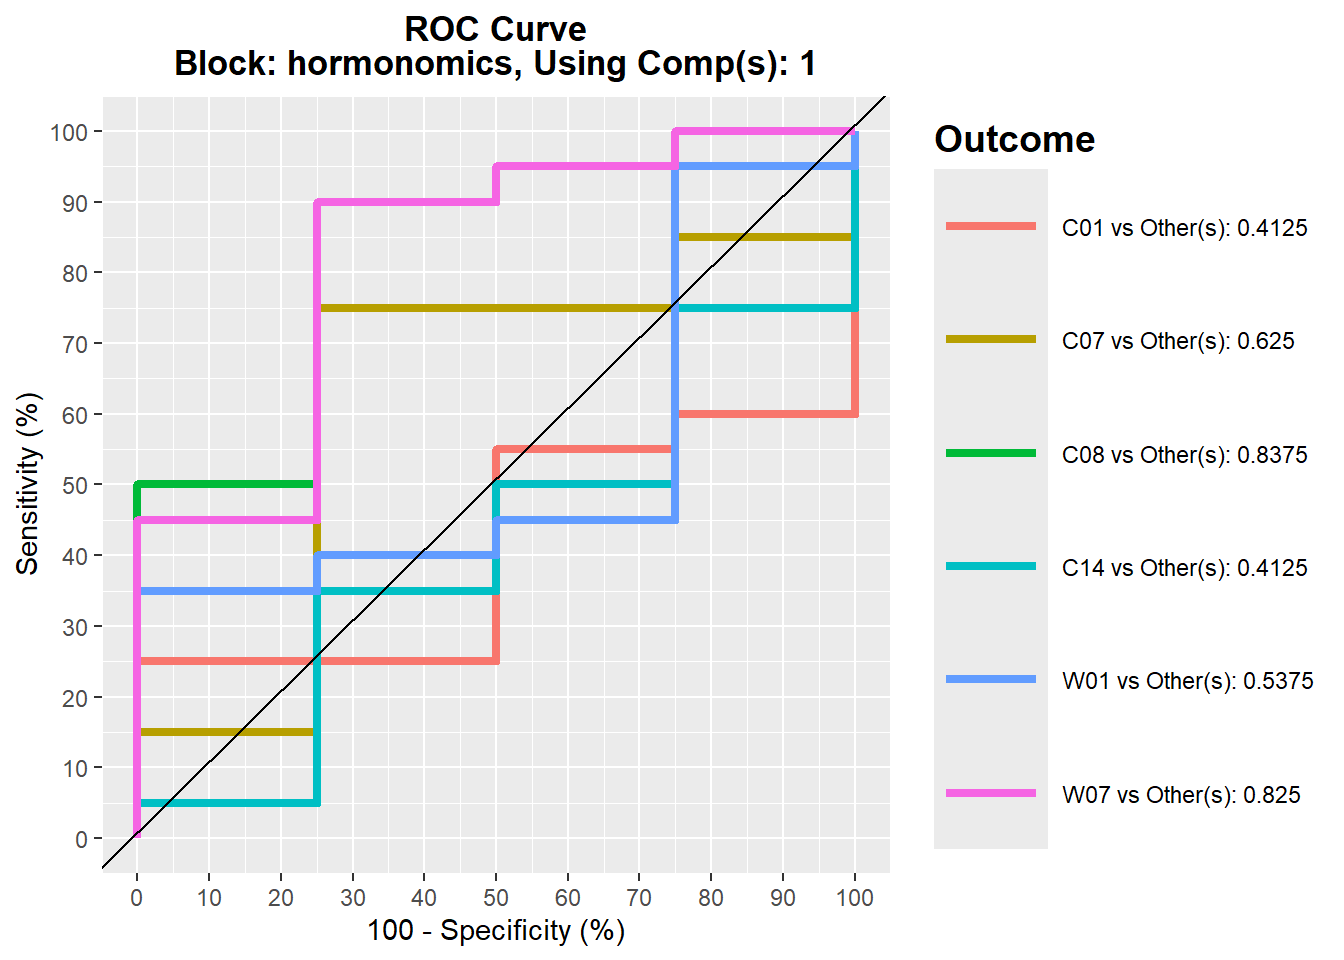 ROC Curve
Block: hormonomics, Using Comp(s): 1
Sensitivity (%)
100
90
80
70
60
50
40
30
20
10
0
0 10 20 30 40 50 60 70 80 90 100
100 - Specificity (%)
Outcome
C01 vs Other(s): 0.4125
C07 vs Other(s): 0.625
C08 vs Other(s): 0.8375
C14 vs Other(s): 0.4125
W01 vs Other(s): 0.5375
W07 vs Other(s): 0.825